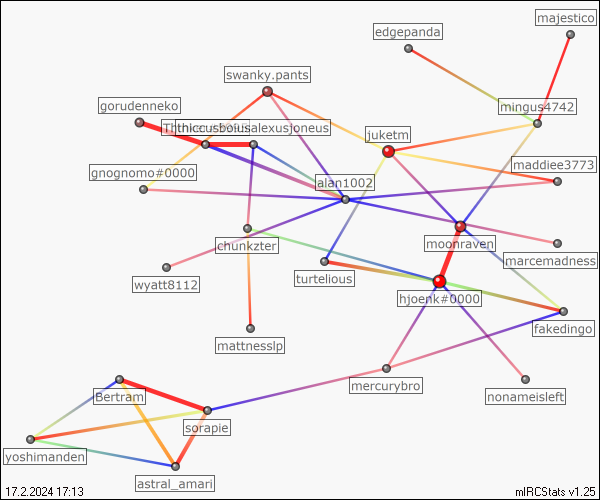 majestico
edgepanda
swanky.pants
mingus4742
gorudenneko
juketm
maddiee3773
gnognomo#0000
alan1002
moonraven
chunkzter
marcemadness
wyatt8112
turtelious
hjoenk#0000
fakedingo
mattnesslp
mercurybro
nonameisleft
Bertram
sorapie
yoshimanden
astral_amari
17.2.2024 17:13
mIRCStats v1.25